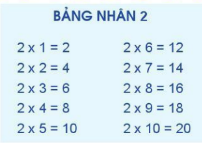 BẢNG NHÂN 2
2 x 1 = 2
2 x 2 = 4
2 x 3 = 6
2 x 4 = 8
2 x 5 = 10
2 x 6 = 12
2 x 7 = 14
2 x 8 = 16
2 x 9 = 18
2 x 10 = 20